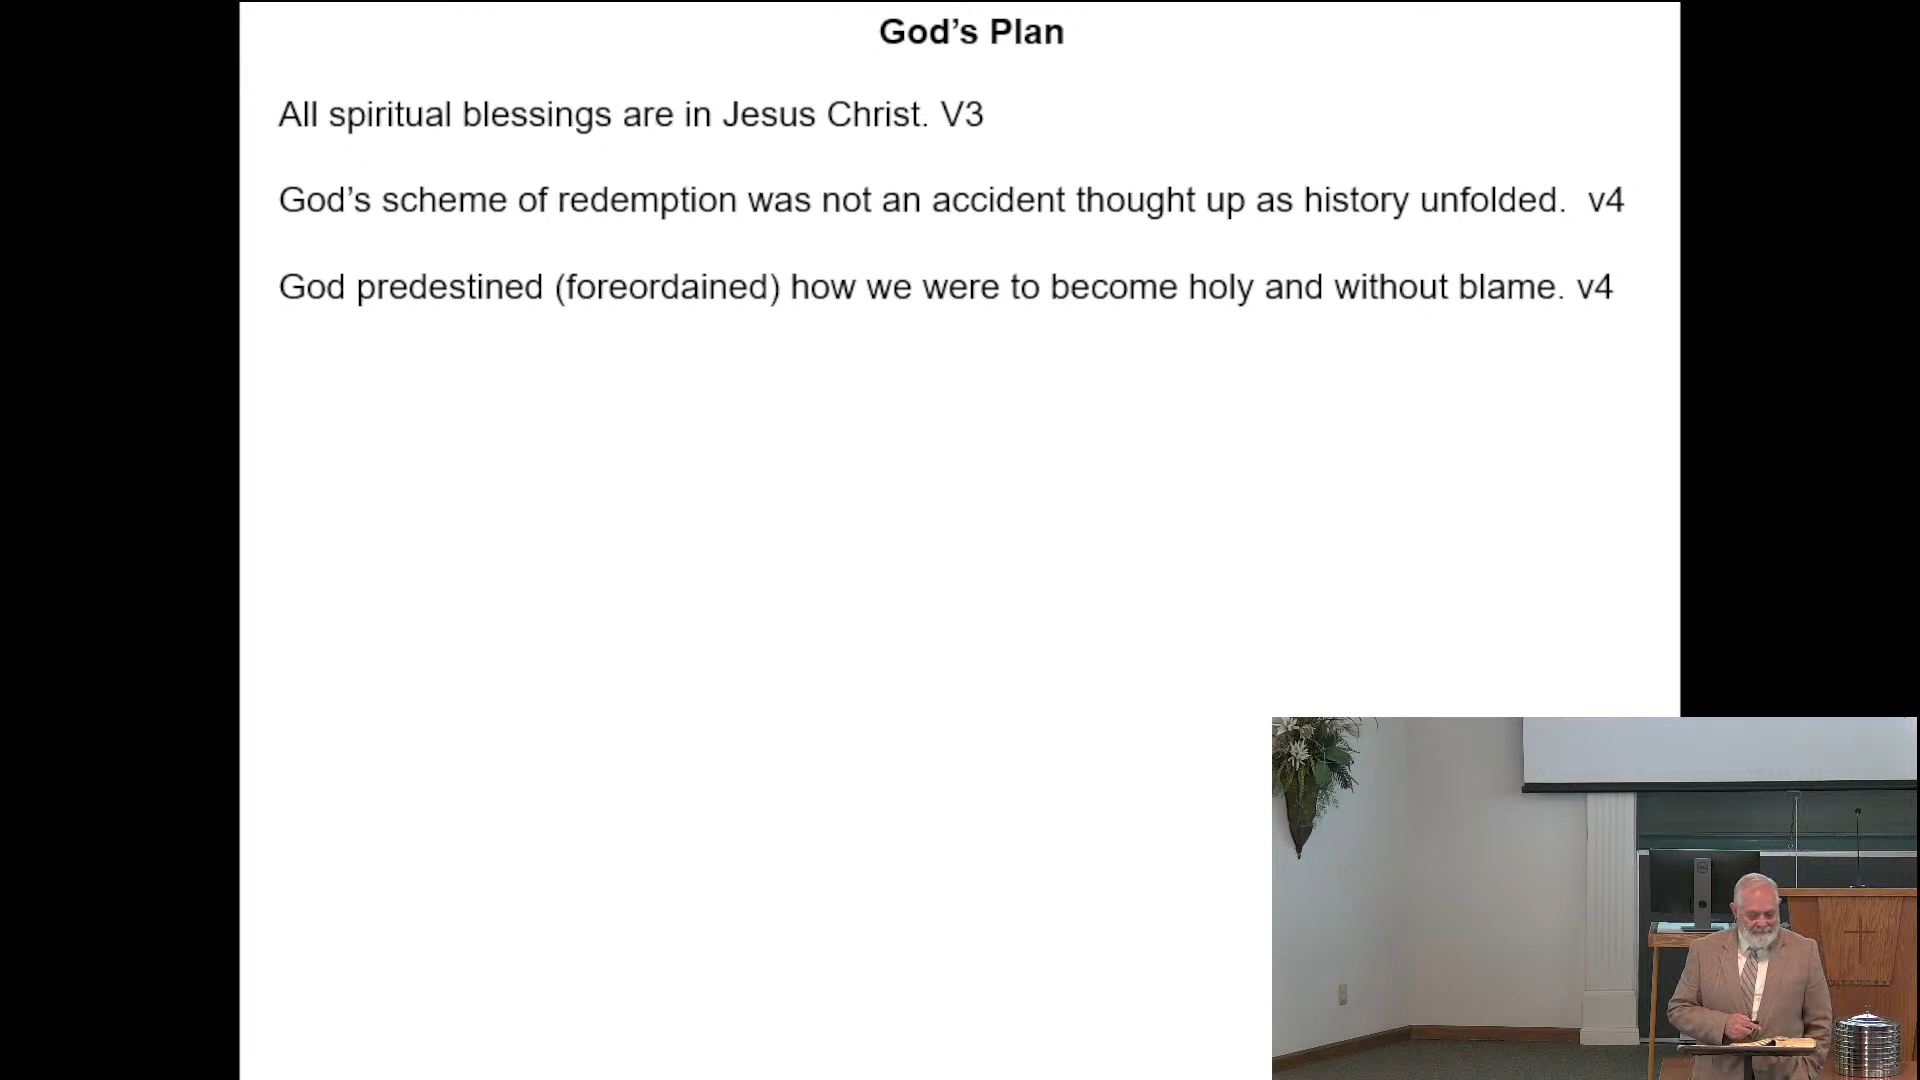 God’s Plan
All spiritual blessings are in Jesus Christ. V3
God’s scheme of redemption was not an accident thought up as history unfolded.  v4
God predestined (foreordained) how we were to become holy and without blame. v4